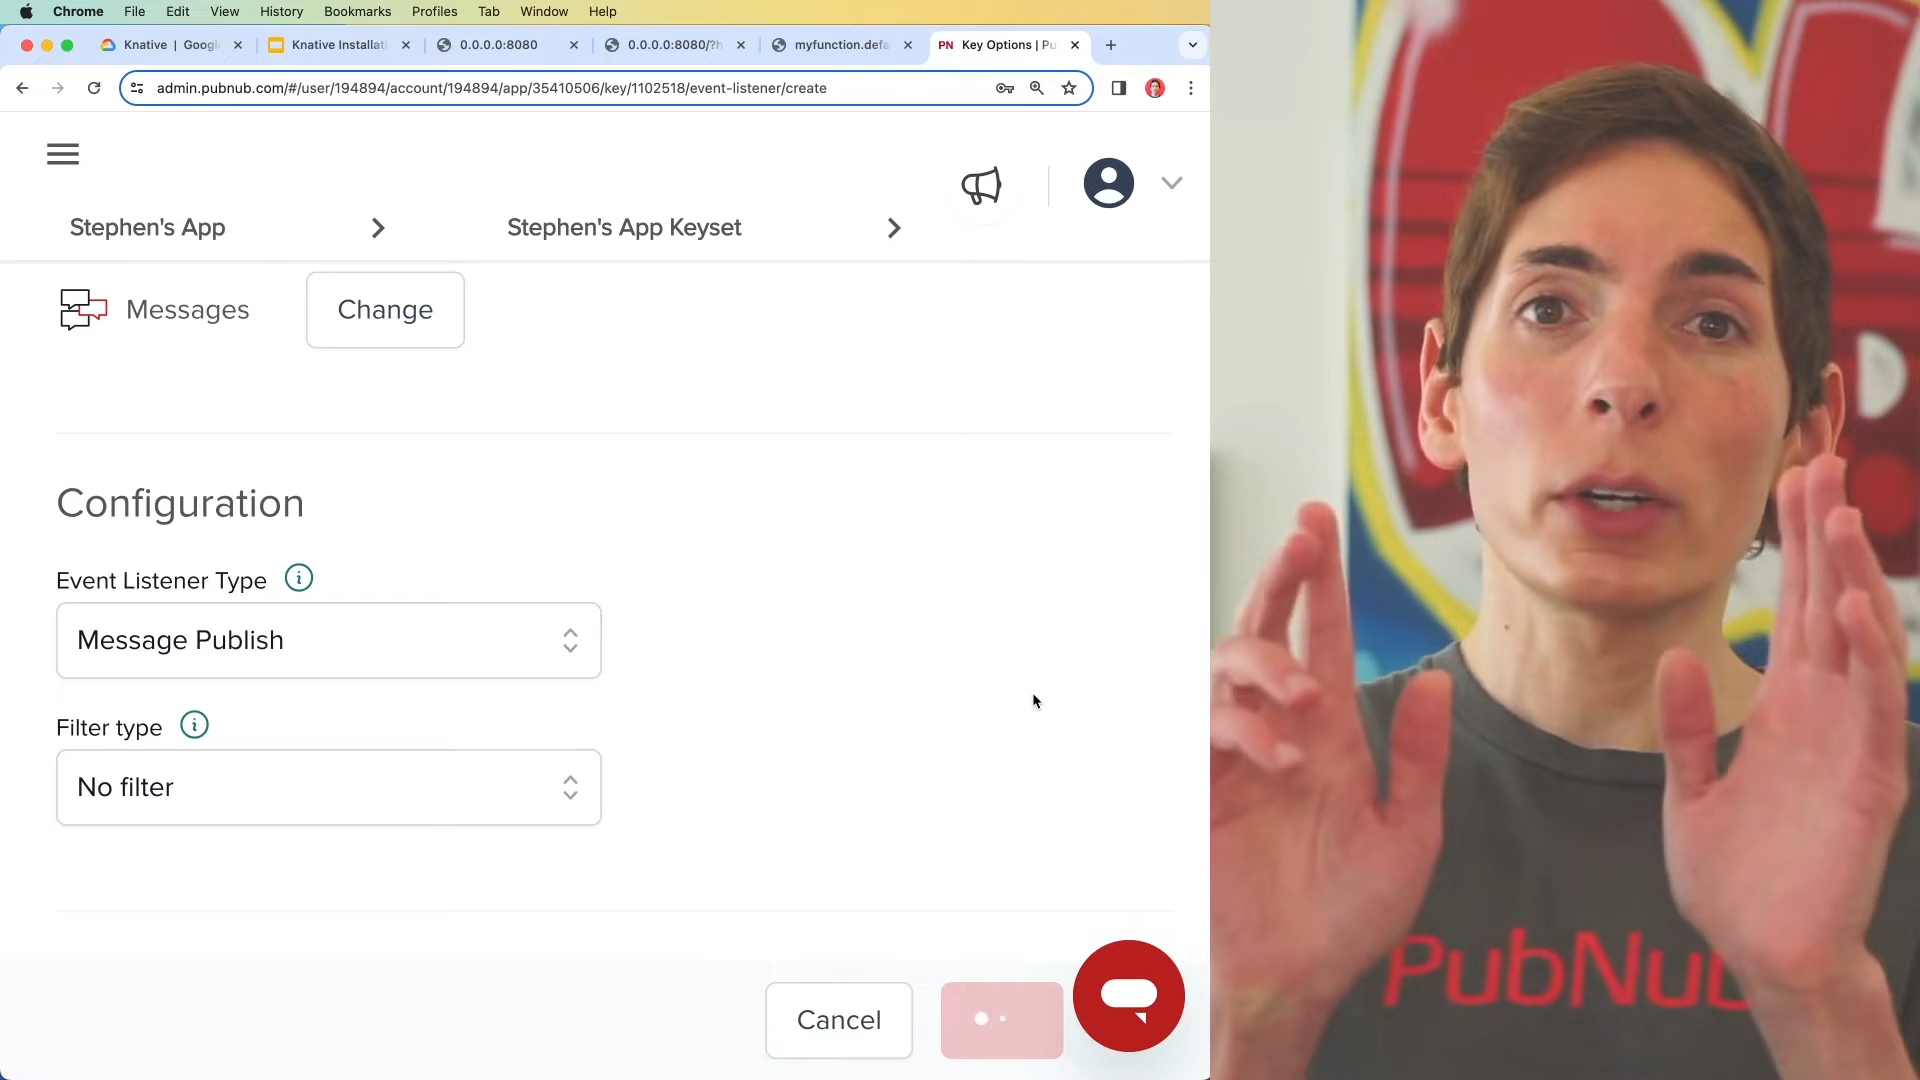 Chrome File Edit View History Bookmarks Profiles Tab Window Help
Knative | Goog
Knative Installati
0.0.0.0:8080
0.0.0.0:8080/?h
myfunction.defa
PN Key Options | Pu
admin.pubnub.com/#/user/194894/account/194894/app/35410506/key/1102518/event-listener/create
Stephen's App
Stephen's App Keyset
Messages
Change
Configuration
Event Listener Type
Message Publish
Filter type
No filter
Cancel
PubNub